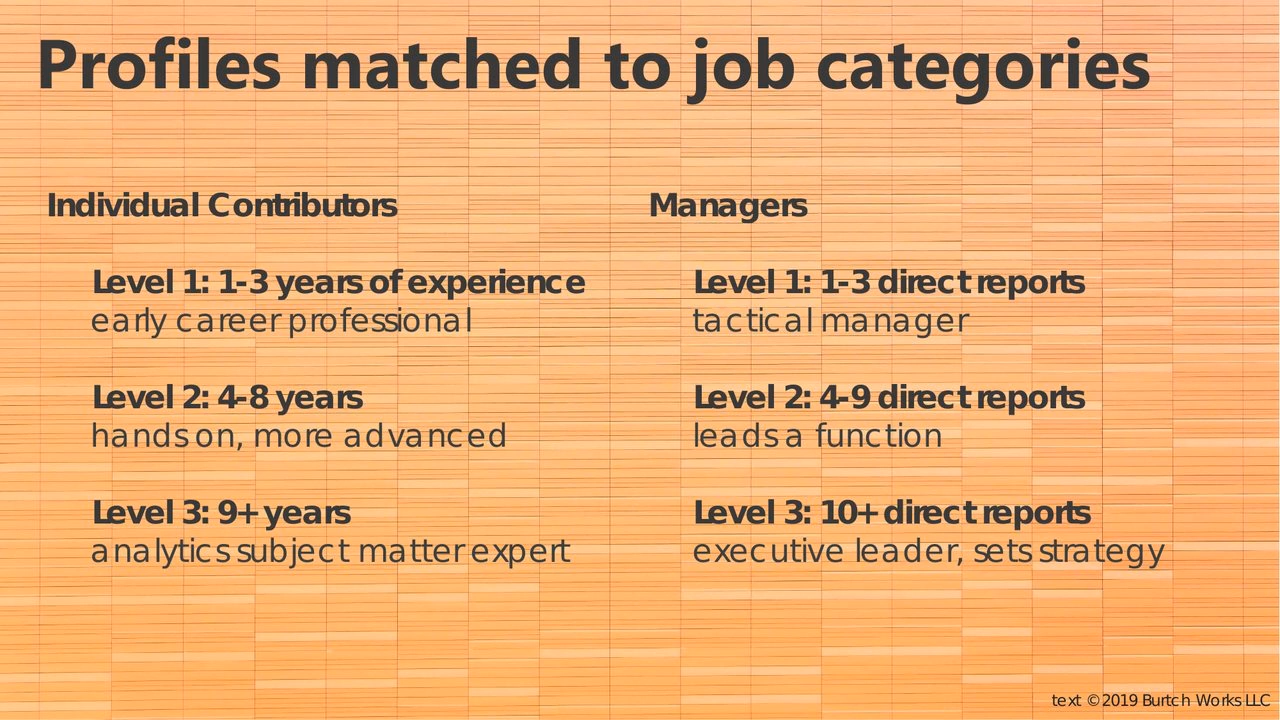 Profiles matched to job categories
Individual Contributors
Level 1: 1-3 years of experience
early career professional
Level 2: 4-8 years
hands on, more advanced
Level 3: 9+ years
analytics subject matter expert
Managers
Level 1: 1-3 direct reports
tactical manager
Level 2: 4-9 direct reports
leads a function
Level 3: 10+ direct reports
executive leader, sets strategy
text © 2019 Burtch Works LLC